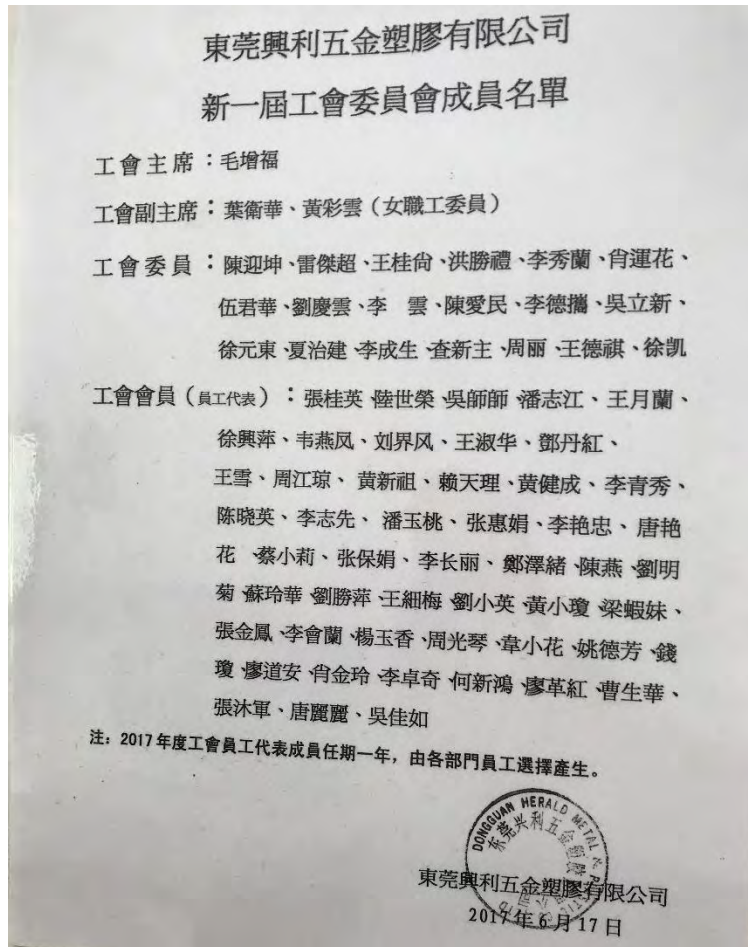 東莞興利五金塑膠有限公司
新一屆工會委員會成員名單
工會主席：毛增福
工會副主席：葉衛華、黃彩雲（女職工委員）
工會委員：陳迎坤、雷傑超、王桂尙、洪勝禮、李秀蘭、肖運花、
伍君華、劉慶雲、李　雲、陳愛民、李德攜、吳立新、
徐元東、夏治建、李成生、查新主、周丽、王德祺、徐凯
工會會員（員工代表）：張桂英、陸世榮、吳師師、潘志江、王月蘭、
徐興萍、韦燕凤、刘界风、王淑华、鄧丹紅、
王雪、周江琼、黄新祖、賴天理、黃健成、李青秀、
陈晓英、李志先、潘玉桃、张惠娟、李艳忠、唐艳
花、蔡小莉、张保娟、李长丽、鄭澤緒、陳燕、劉明
菊、蘇玲華、劉勝萍、王細梅、劉小英、黃小瓊、梁蝦妹、
張金鳳、李會蘭、楊玉香、周光琴、韋小花、姚德芳、錢
瓊、廖道安、肖金玲、李卓奇、何新鴻、廖革紅、曹生華、
張沐軍、唐麗麗、吳佳如
注：2017年度工會員工代表成員任期一年，由各部門員工選擇產生。
DONGGUAN HERALD METAL & PLASTIC
东莞兴利五金塑胶
東莞興利五金塑膠有限公司
2017年6月17日